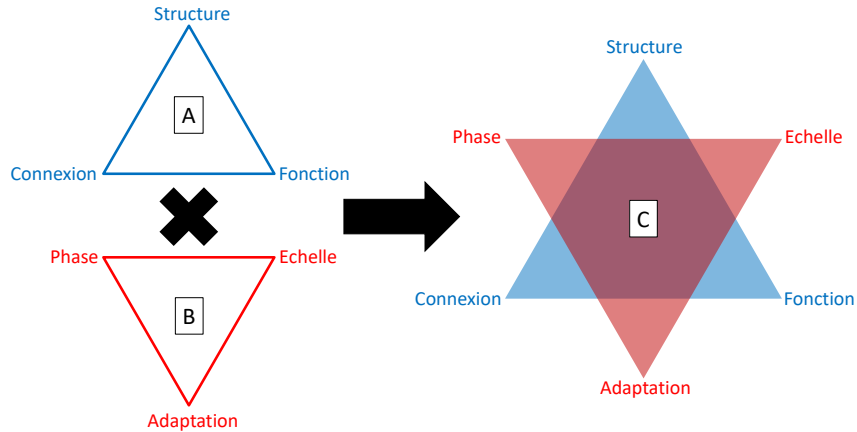 Structure
A
Connexion
Fonction
Phase
Echelle
B
Adaptation
Structure
Phase
Echelle
C
Connexion
Fonction
Adaptation